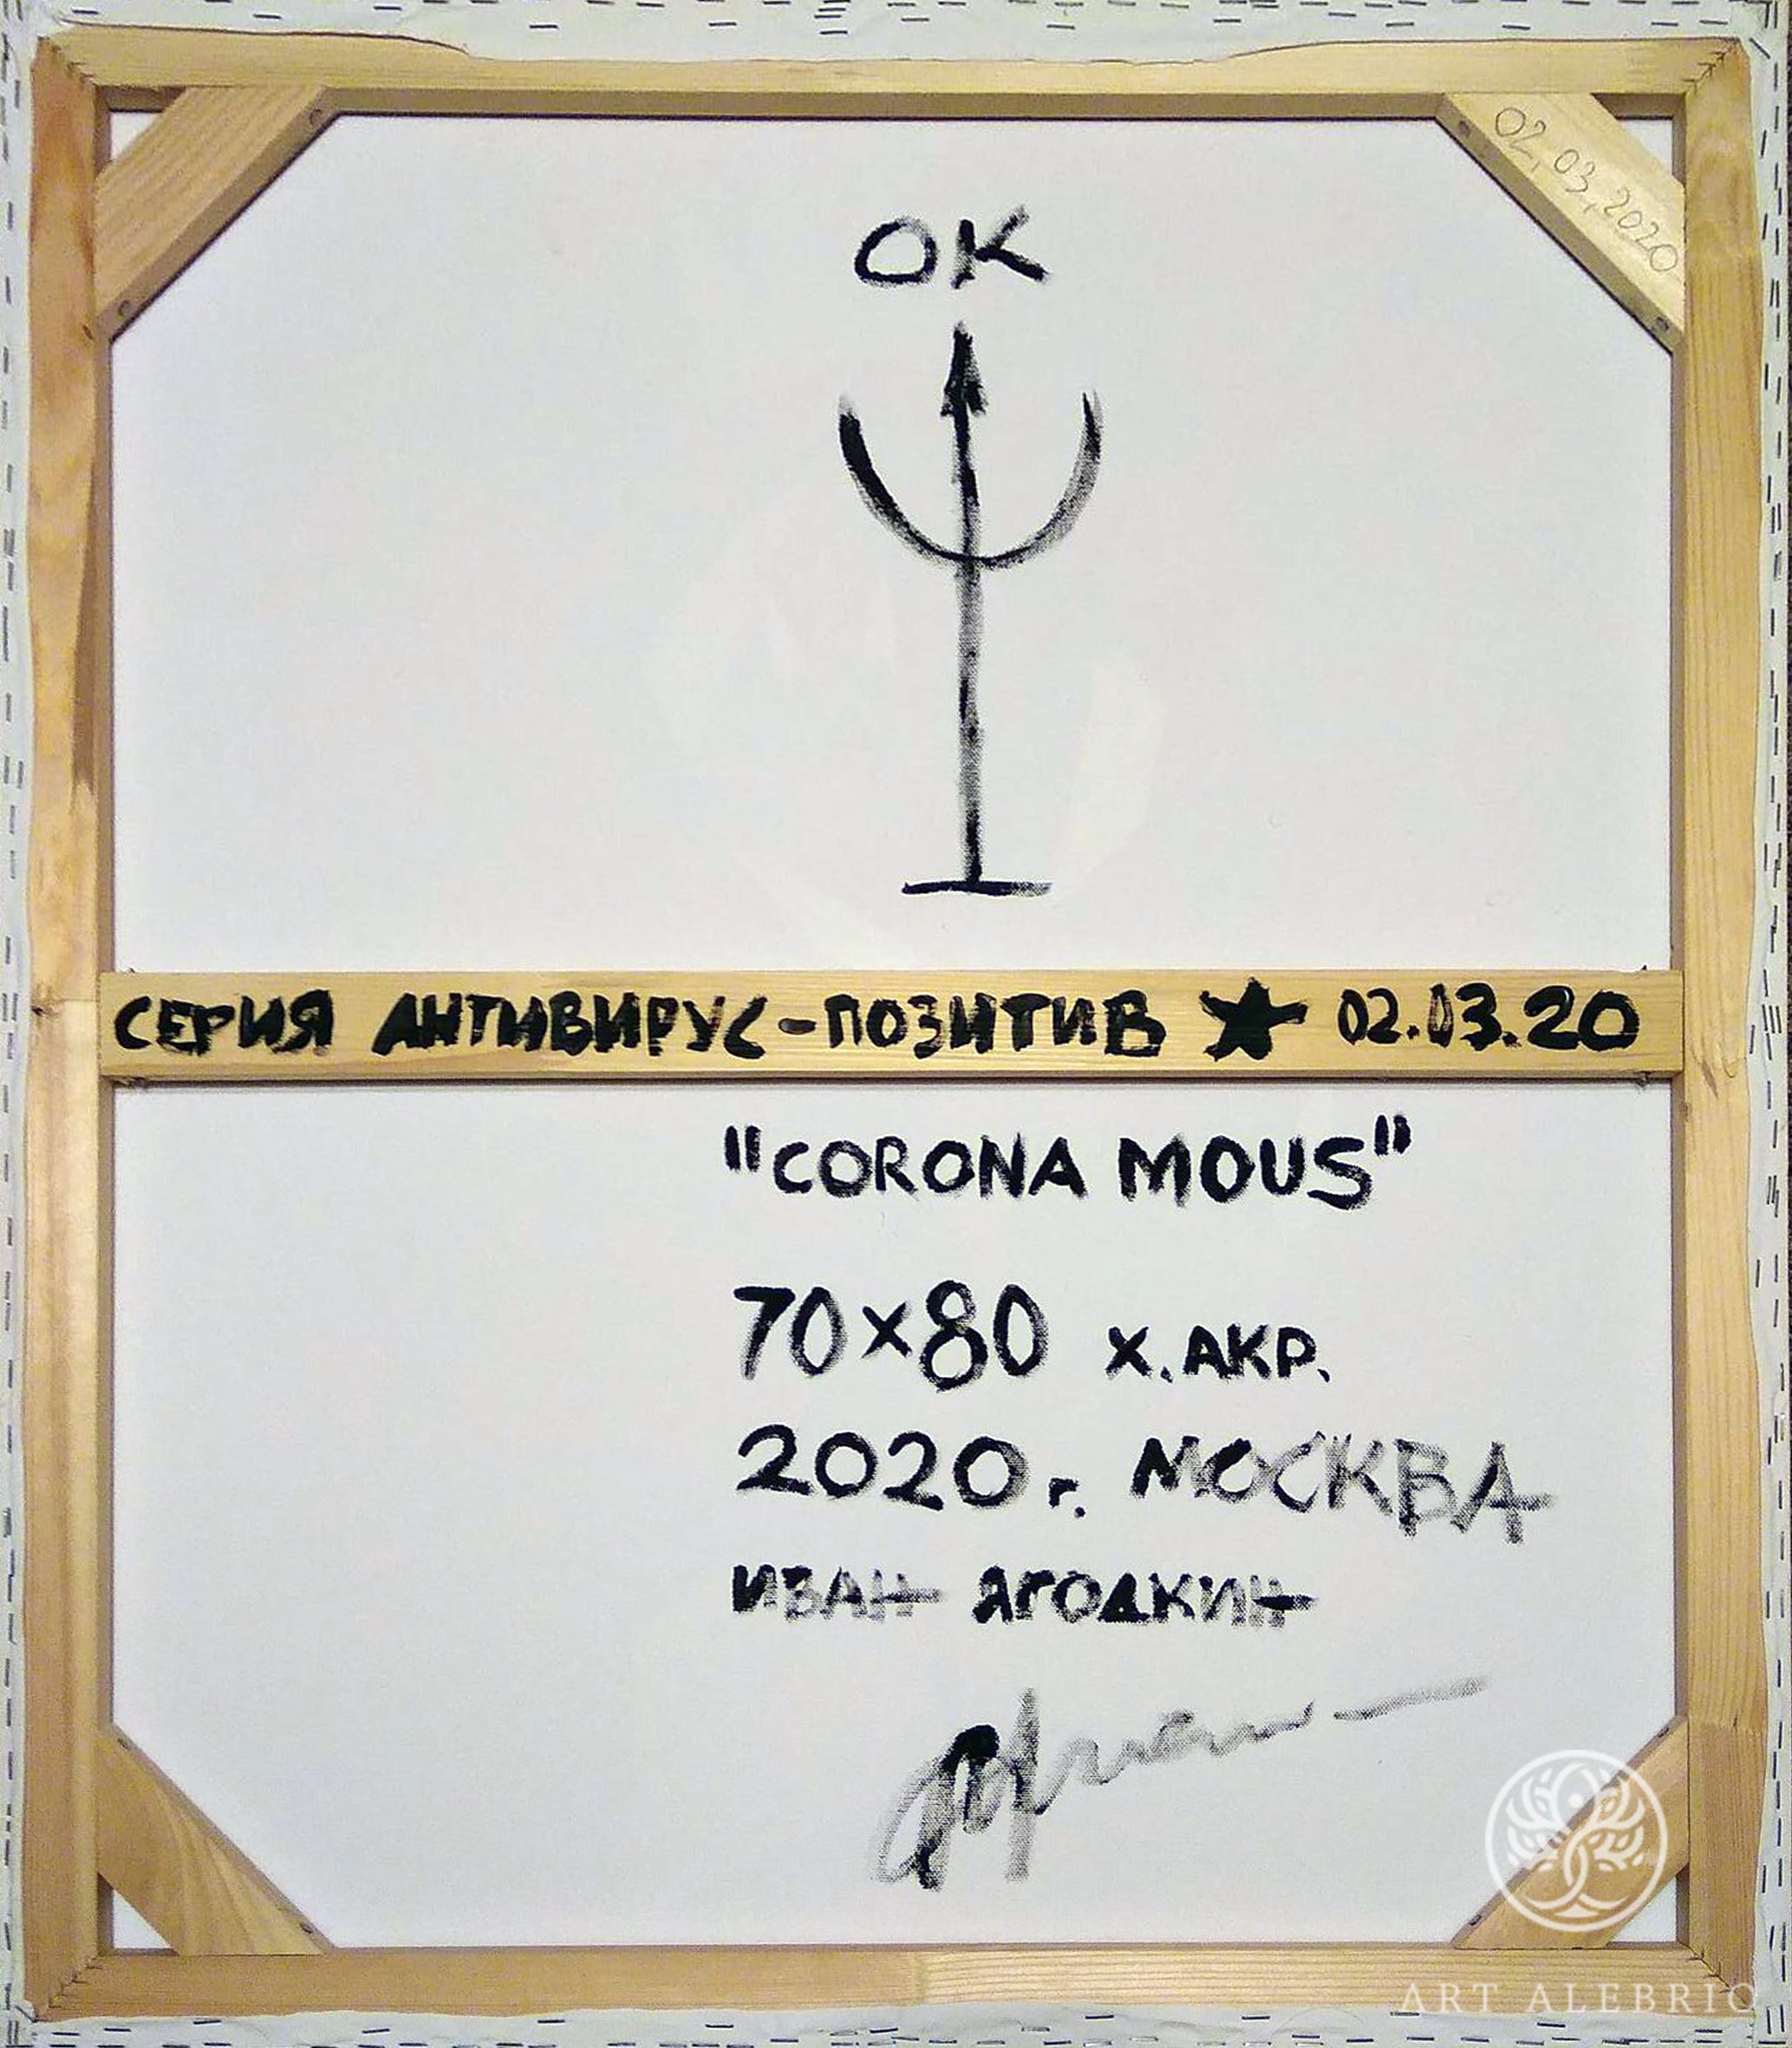 02,03,2020
OK
СЕРИЯ АНТИВИРУС-ПОЗИТИВ ★ 02.03.20
"CORONA MOUS"
70×80 х.АКР.
2020 г. МОСКВА
ИВАН ЯГОДКИН
ART ALEBRIO